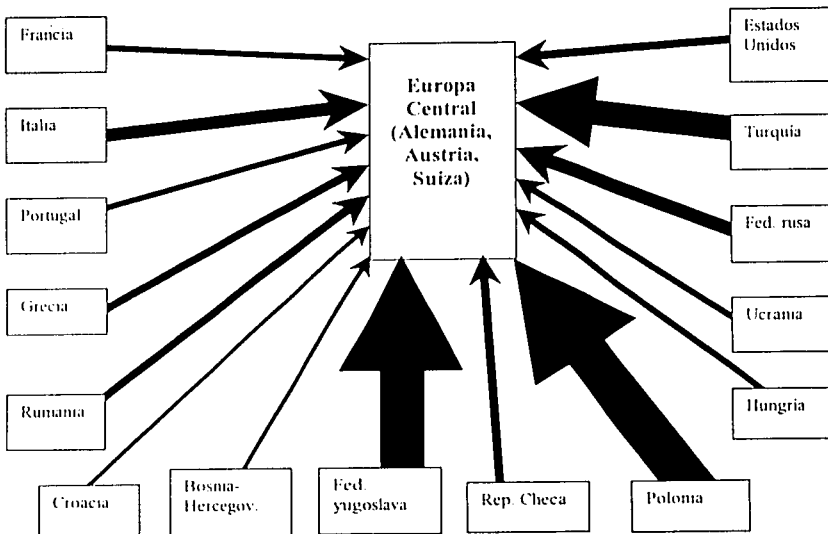 Francia
Estados
Unidos
Europa
Central
(Alemania,
Austria,
Suiza)
Italia
Turquía
Portugal
Fed. rusa
Grecia
Ucrania
Rumania
Hungria
Croacia
Bosnia-
Hercegov.
Fed.
yugoslava
Rep. Checa
Polonia